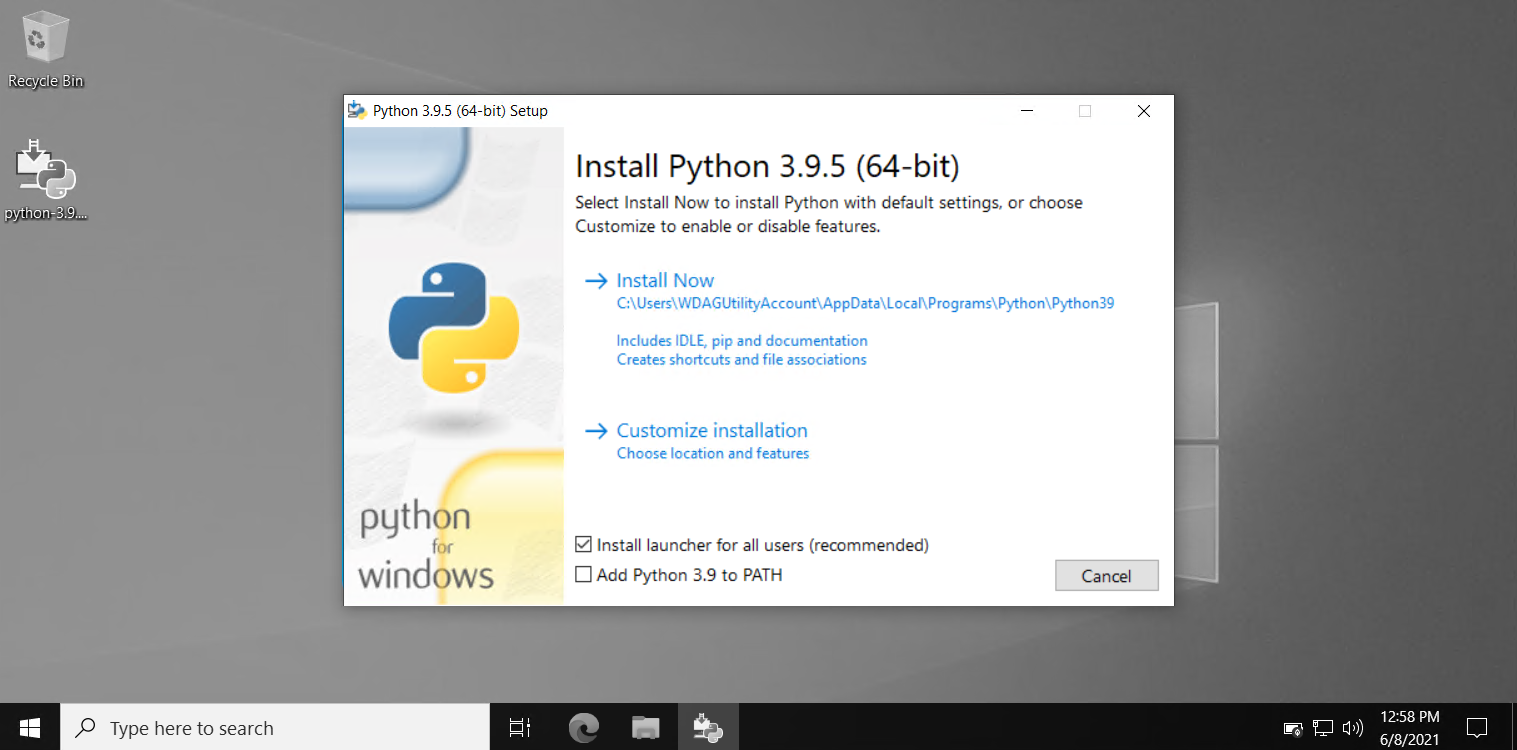 Recycle Bin
python-3.9....
Python 3.9.5 (64-bit) Setup
Install Python 3.9.5 (64-bit)
Select Install Now to install Python with default settings, or choose
Customize to enable or disable features.
Install Now
C:\Users\WDAGUtilityAccount\AppData\Local\Programs\Python\Python39
Includes IDLE, pip and documentation
Creates shortcuts and file associations
Customize installation
Choose location and features
python
for
windows
Install launcher for all users (recommended)
Add Python 3.9 to PATH
Cancel
Type here to search
12:58 PM
6/8/2021